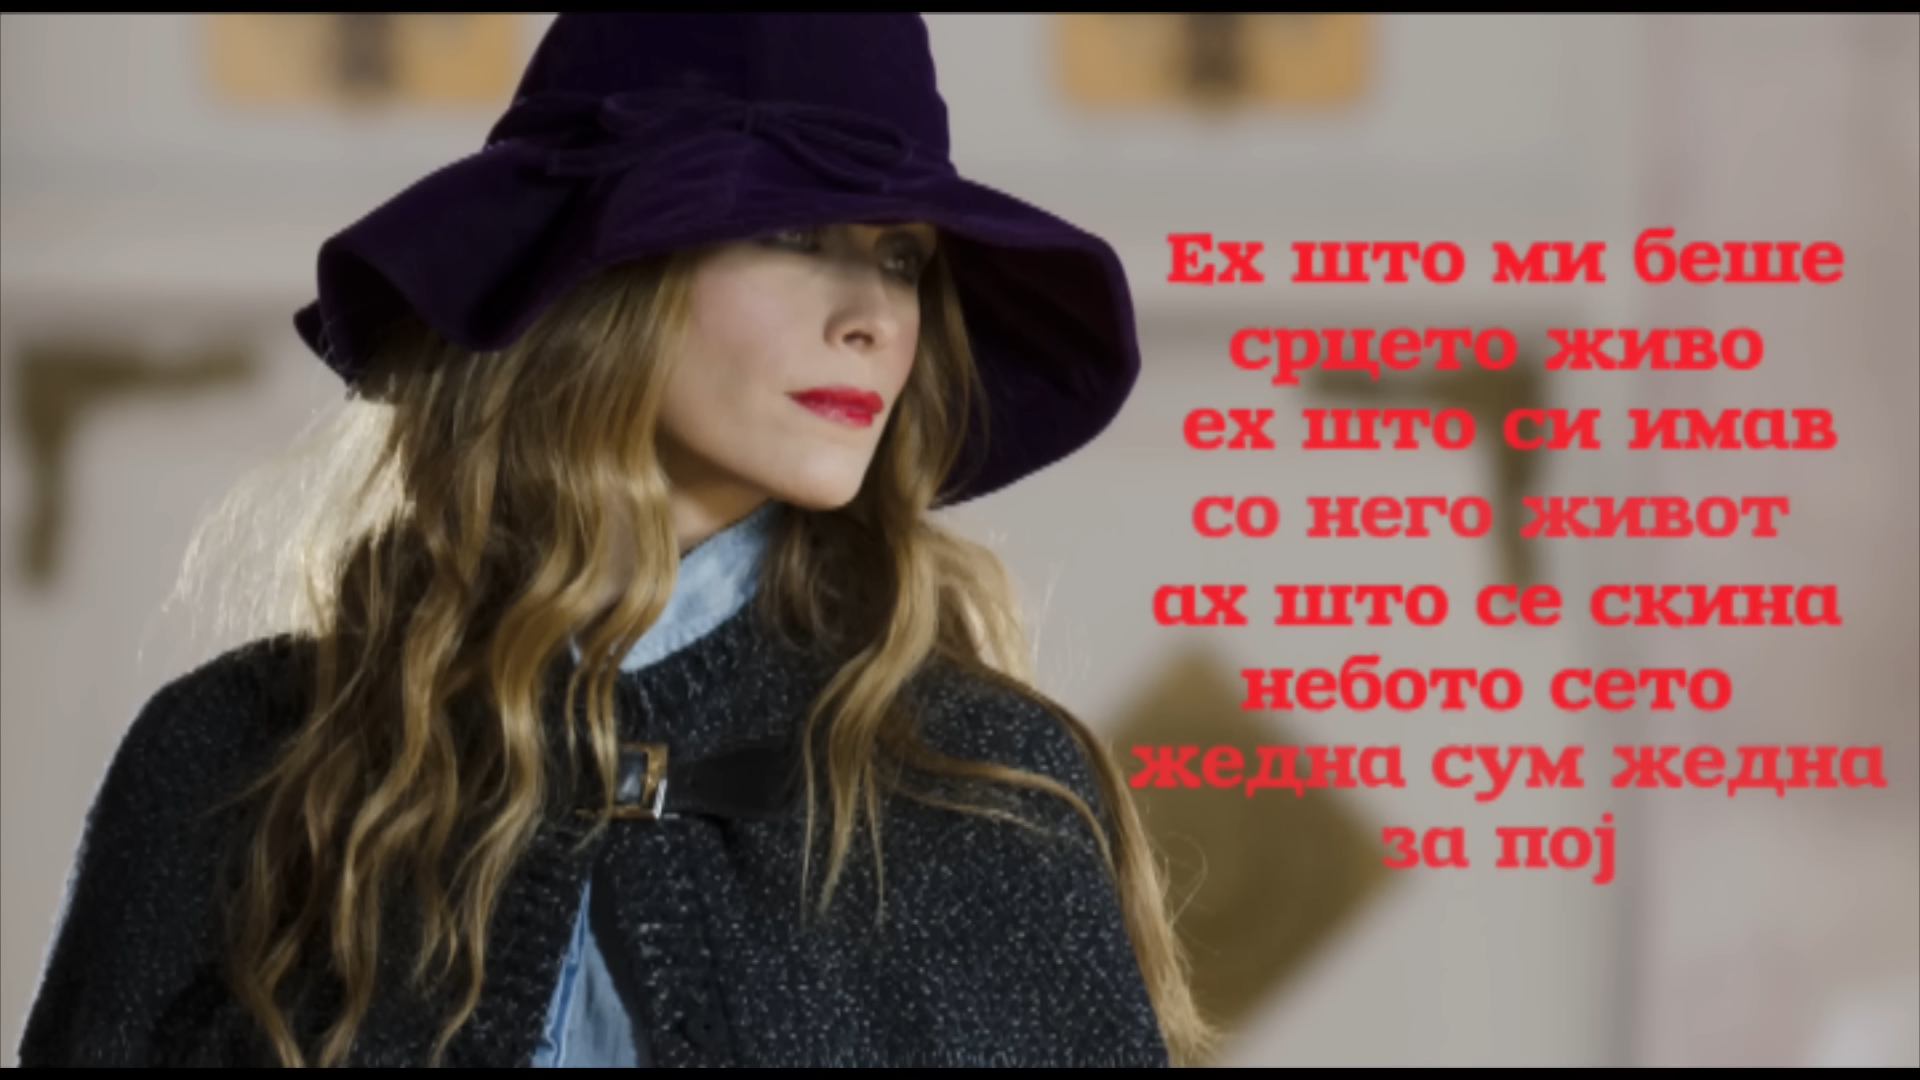 Ех што ми беше
срцето живо
ех што си имав
со него живот
ах што се скина
небото сето
жедна сум жедна
за пој